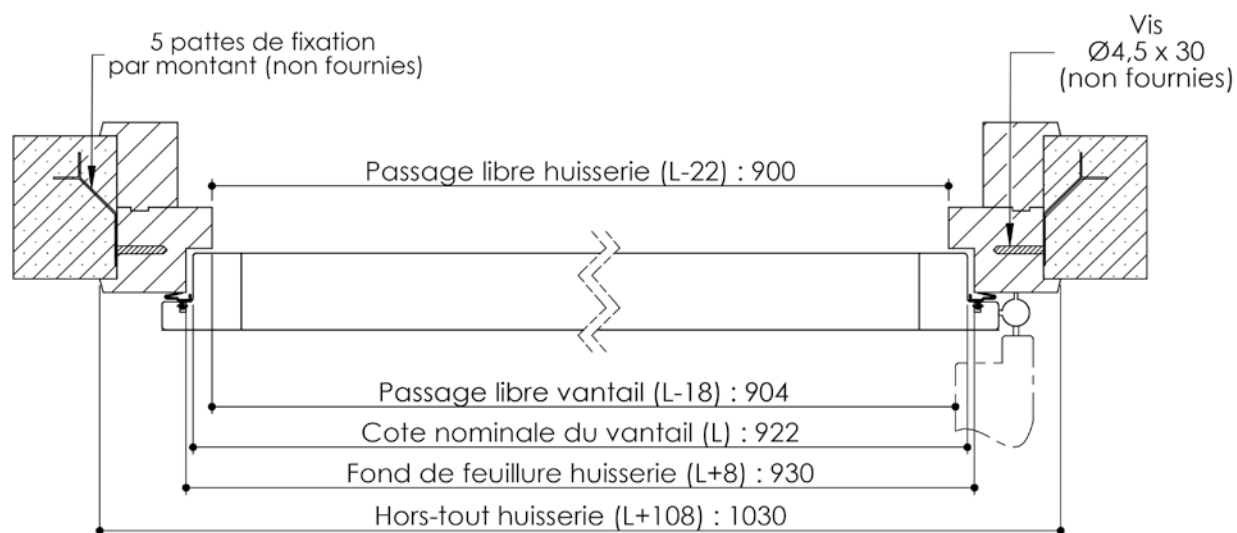 5 pattes de fixation
par montant (non fournies)
Vis
Ø4,5 x 30
(non fournies)
Passage libre huisserie (L-22) : 900
Passage libre vantail (L-18) : 904
Cote nominale du vantail (L) : 922
Fond de feuillure huisserie (L+8) : 930
Hors-tout huisserie (L+108) : 1030